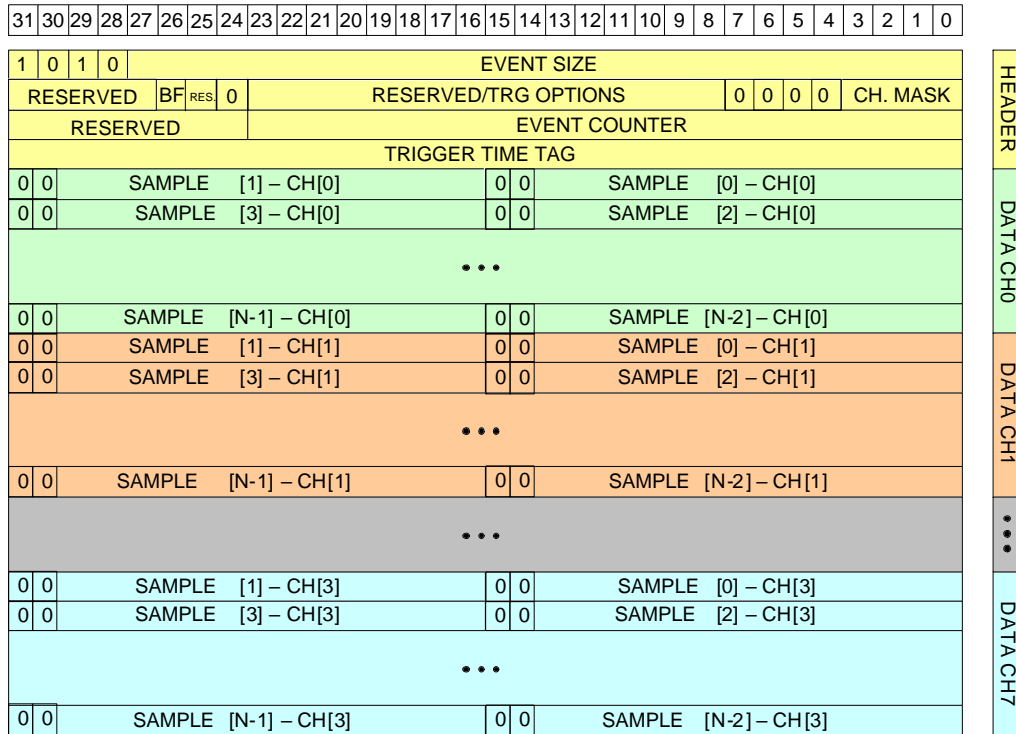 31 30 29 28 27 26 25 24 23 22 21 20 19 18 17 16 15 14 13 12 11 10 9 8 7 6 5 4 3 2 1 0
1 0 1 0 EVENT SIZE
RESERVED BF RES. 0 RESERVED/TRG OPTIONS 0 0 0 0 CH. MASK
RESERVED EVENT COUNTER
TRIGGER TIME TAG
HEADER
0 0 SAMPLE [1] – CH[0] 0 0 SAMPLE [0] – CH[0]
0 0 SAMPLE [3] – CH[0] 0 0 SAMPLE [2] – CH[0]
•••
0 0 SAMPLE [N-1] – CH[0] 0 0 SAMPLE [N-2] – CH[0]
DATA CH0
0 0 SAMPLE [1] – CH[1] 0 0 SAMPLE [0] – CH[1]
0 0 SAMPLE [3] – CH[1] 0 0 SAMPLE [2] – CH[1]
•••
0 0 SAMPLE [N-1] – CH[1] 0 0 SAMPLE [N-2] – CH[1]
DATA CH1
•••
•••
0 0 SAMPLE [1] – CH[3] 0 0 SAMPLE [0] – CH[3]
0 0 SAMPLE [3] – CH[3] 0 0 SAMPLE [2] – CH[3]
•••
0 0 SAMPLE [N-1] – CH[3] 0 0 SAMPLE [N-2] – CH[3]
DATA CH7